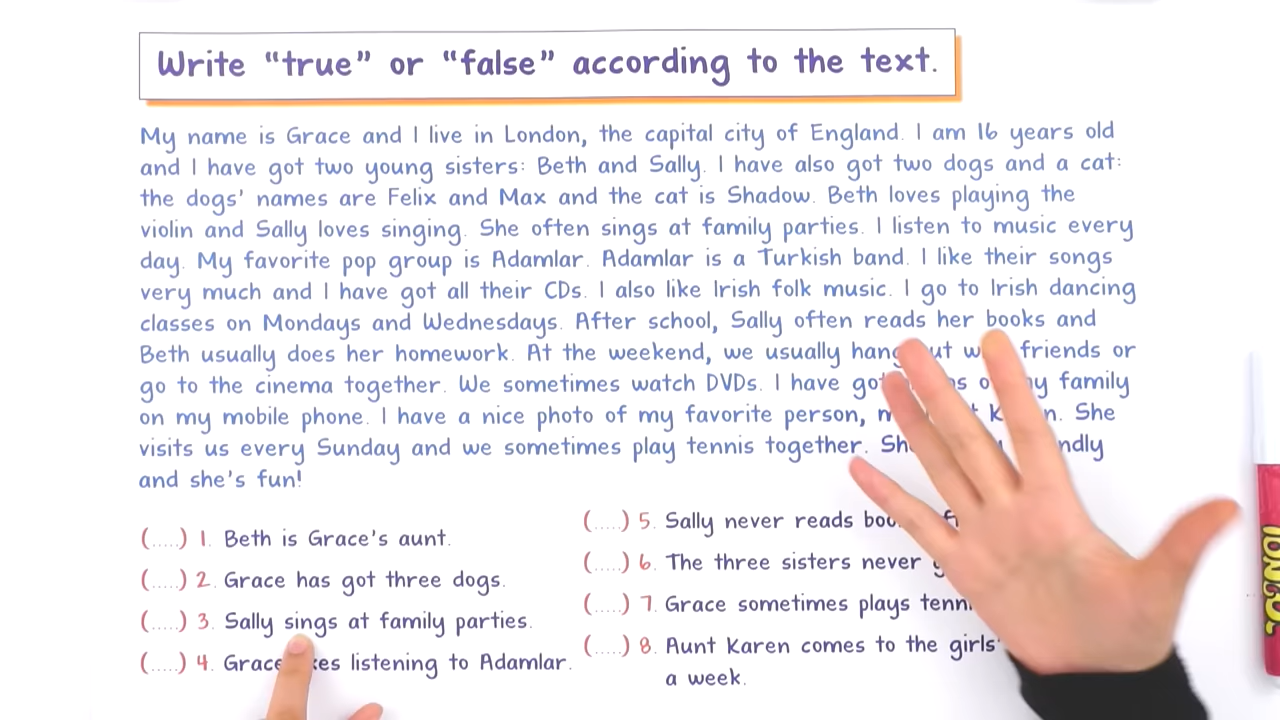 Write “true” or “false” according to the text.
My name is Grace and I live in London, the capital city of England. I am 16 years old
and I have got two young sisters: Beth and Sally. I have also got two dogs and a cat:
the dogs’ names are Felix and Max and the cat is Shadow. Beth loves playing the
violin and Sally loves singing. She often sings at family parties. I listen to music every
day. My favorite pop group is Adamlar. Adamlar is a Turkish band. I like their songs
very much and I have got all their CDs. I also like Irish folk music. I go to Irish dancing
classes on Mondays and Wednesdays. After school, Sally often reads her books and
Beth usually does her homework. At the weekend, we usually hang friends or
go to the cinema together. We sometimes watch DVDs. I have got family
on my mobile phone. I have a nice photo of my favorite person, She
visits us every Sunday and we sometimes play tennis together.
and she’s fun!
(.....) 1. Beth is Grace’s aunt.
(.....) 2. Grace has got three dogs.
(.....) 3. Sally sings at family parties.
(.....) 4. Grace listening to Adamlar.
(.....) 5. Sally never reads
(.....) 6. The three sisters never
(.....) 7. Grace sometimes plays
(.....) 8. Aunt Karen comes to the girls’
a week.